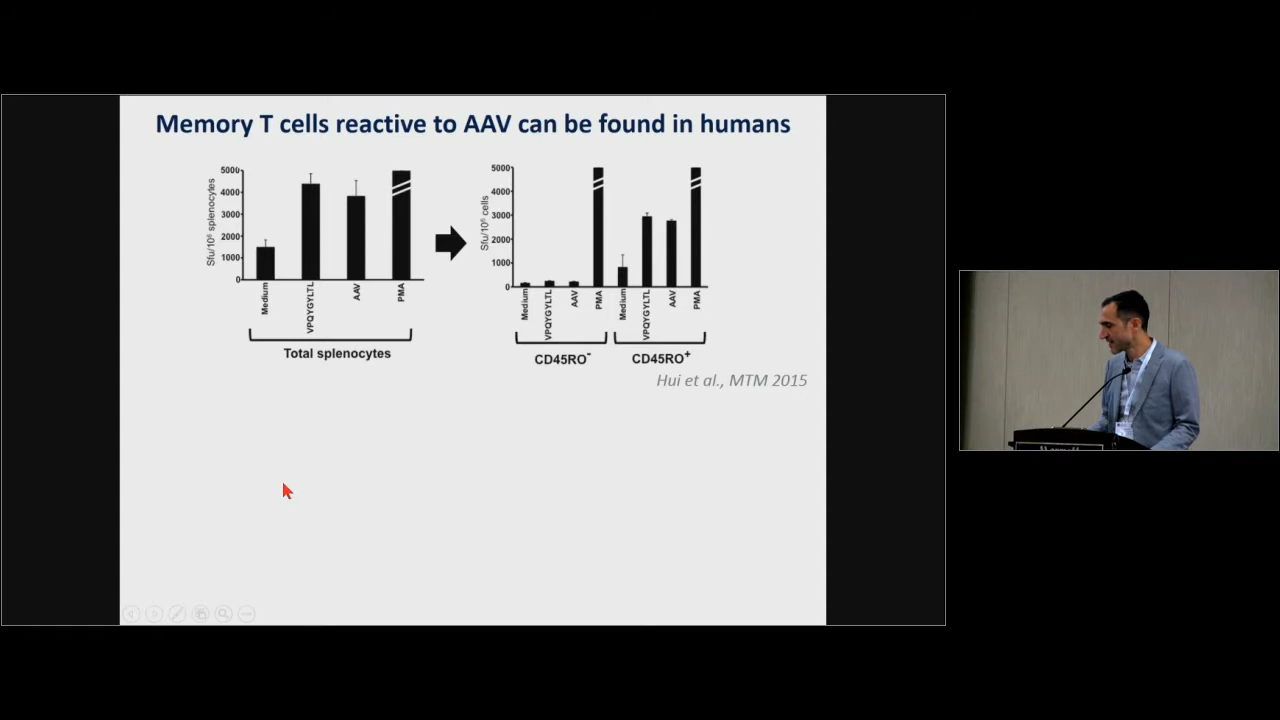 Memory T cells reactive to AAV can be found in humans
5000
4000
3000
2000
1000
0
Sfu/10⁶ splenocytes
Medium
VPQYGYLTL
AAV
PMA
Total splenocytes
5000
4000
3000
2000
1000
0
Sfu/10⁶ cells
Medium
VPQYGYLTL
AAV
PMA
Medium
VPQYGYLTL
AAV
PMA
CD45RO⁻
CD45RO⁺
Hui et al., MTM 2015